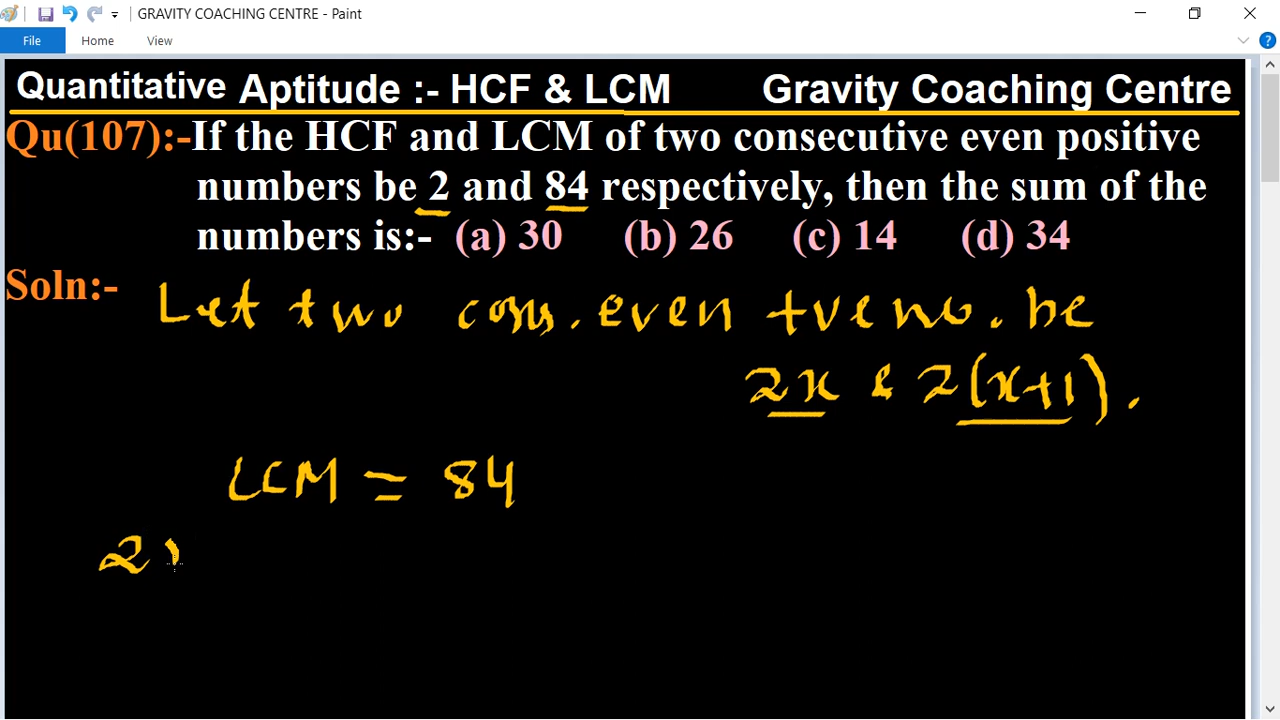 GRAVITY COACHING CENTRE - Paint
File Home View
Quantitative Aptitude :- HCF & LCM Gravity Coaching Centre
Qu(107):-If the HCF and LCM of two consecutive even positive
numbers be 2 and 84 respectively, then the sum of the
numbers is:- (a) 30 (b) 26 (c) 14 (d) 34
Soln:- Let two cons. even +ve no. be
2x & 2(x+1).
LCM = 84
2